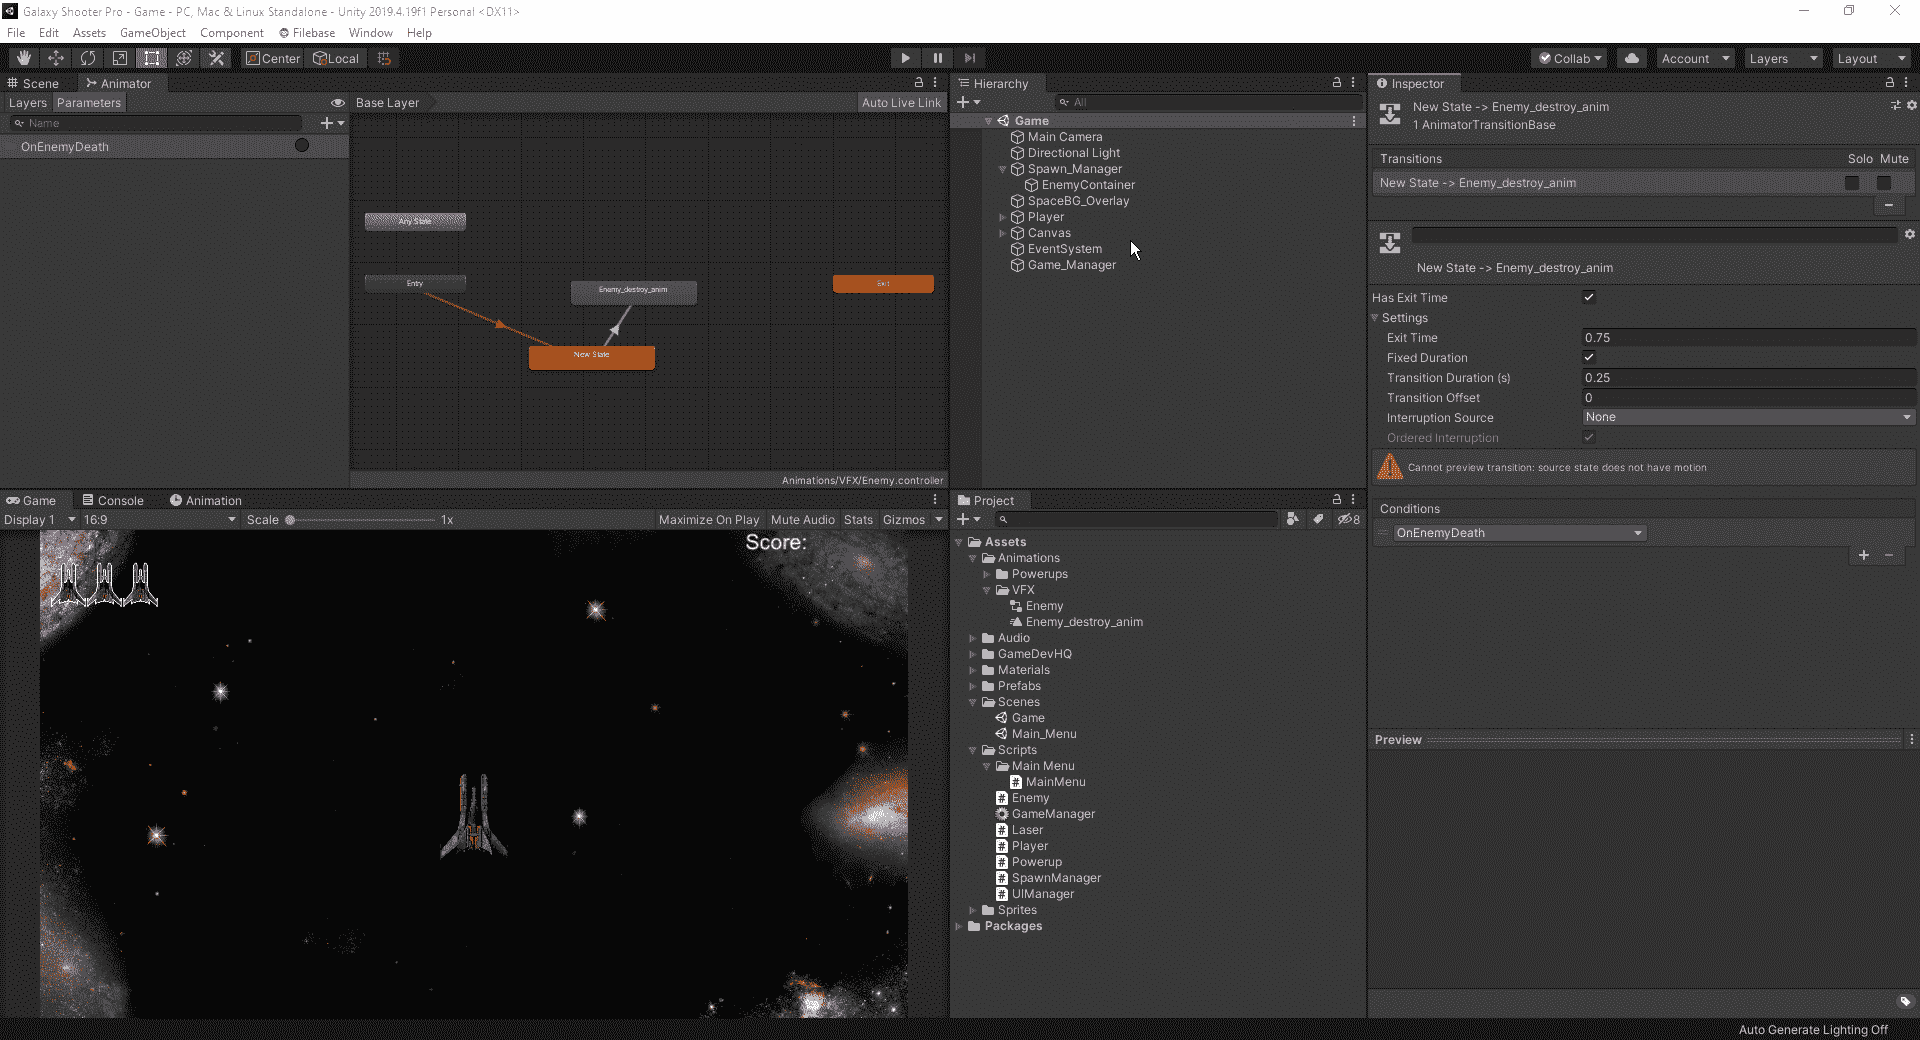 Galaxy Shooter Pro - Game - PC, Mac & Linux Standalone - Unity 2019.4.19f1 Personal <DX11>
File Edit Assets GameObject Component Filebase Window Help
Center Local Collab Account Layers Layout
Scene Animator
Layers Parameters Base Layer Auto Live Link
Name
OnEnemyDeath
Any State
Entry
Enemy_destroy_anim
Exit
New State
Animations/VFX/Enemy.controller
Hierarchy
All
Game
Main Camera
Directional Light
Spawn_Manager
EnemyContainer
SpaceBG_Overlay
Player
Canvas
EventSystem
Game_Manager
Inspector
New State -> Enemy_destroy_anim
1 AnimatorTransitionBase
Transitions Solo Mute
New State -> Enemy_destroy_anim
New State -> Enemy_destroy_anim
Has Exit Time
Settings
Exit Time 0.75
Fixed Duration
Transition Duration (s) 0.25
Transition Offset 0
Interruption Source None
Ordered Interruption
Cannot preview transition: source state does not have motion
Conditions
OnEnemyDeath
Preview
Game Console Animation
Display 1 16:9 Scale 1x Maximize On Play Mute Audio Stats Gizmos
Score:
Project
8
Assets
Animations
Powerups
VFX
Enemy
Enemy_destroy_anim
Audio
GameDevHQ
Materials
Prefabs
Scenes
Game
Main_Menu
Scripts
Main Menu
MainMenu
Enemy
GameManager
Laser
Player
Powerup
SpawnManager
UIManager
Sprites
Packages
Auto Generate Lighting Off